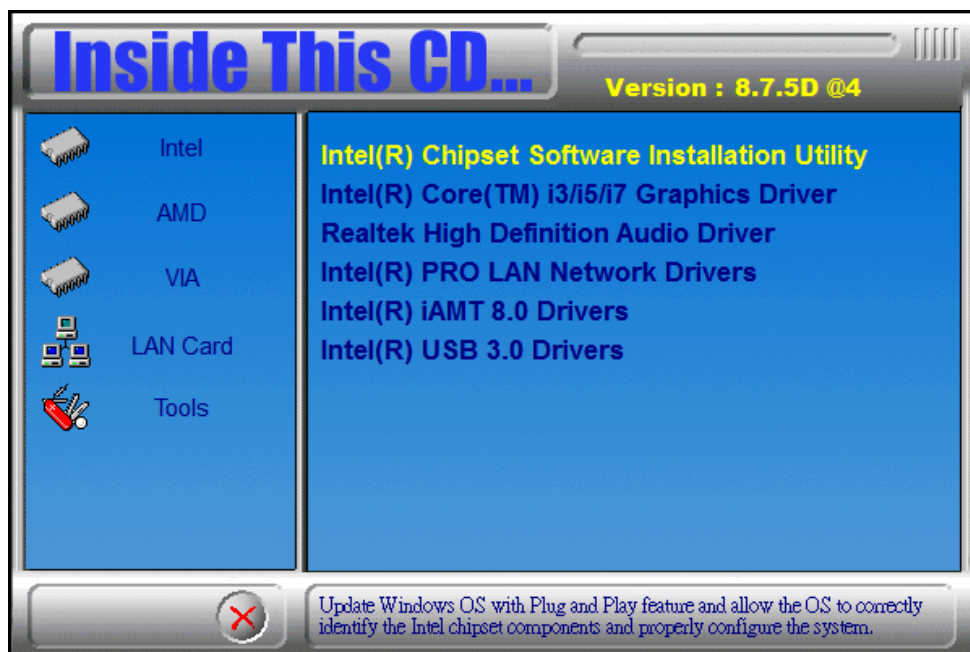 Inside This CD...
Version : 8.7.5D @4
Intel
AMD
VIA
LAN Card
Tools
Intel(R) Chipset Software Installation Utility
Intel(R) Core(TM) i3/i5/i7 Graphics Driver
Realtek High Definition Audio Driver
Intel(R) PRO LAN Network Drivers
Intel(R) iAMT 8.0 Drivers
Intel(R) USB 3.0 Drivers
Update Windows OS with Plug and Play feature and allow the OS to correctly
identify the Intel chipset components and properly configure the system.